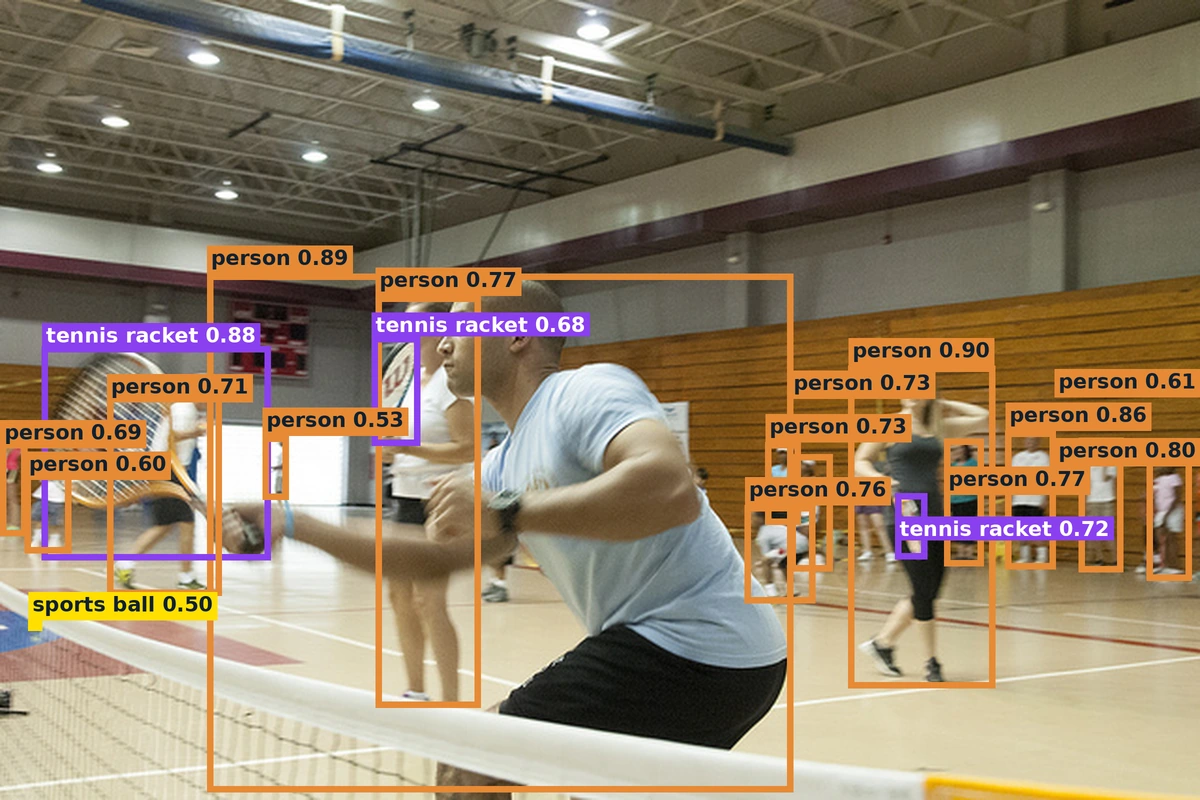 person 0.89
person 0.77
tennis racket 0.88
tennis racket 0.68
person 0.90
person 0.71
person 0.73
person 0.61
person 0.53
person 0.73
person 0.86
person 0.69
person 0.60
person 0.80
person 0.76
person 0.77
tennis racket 0.72
sports ball 0.50
W